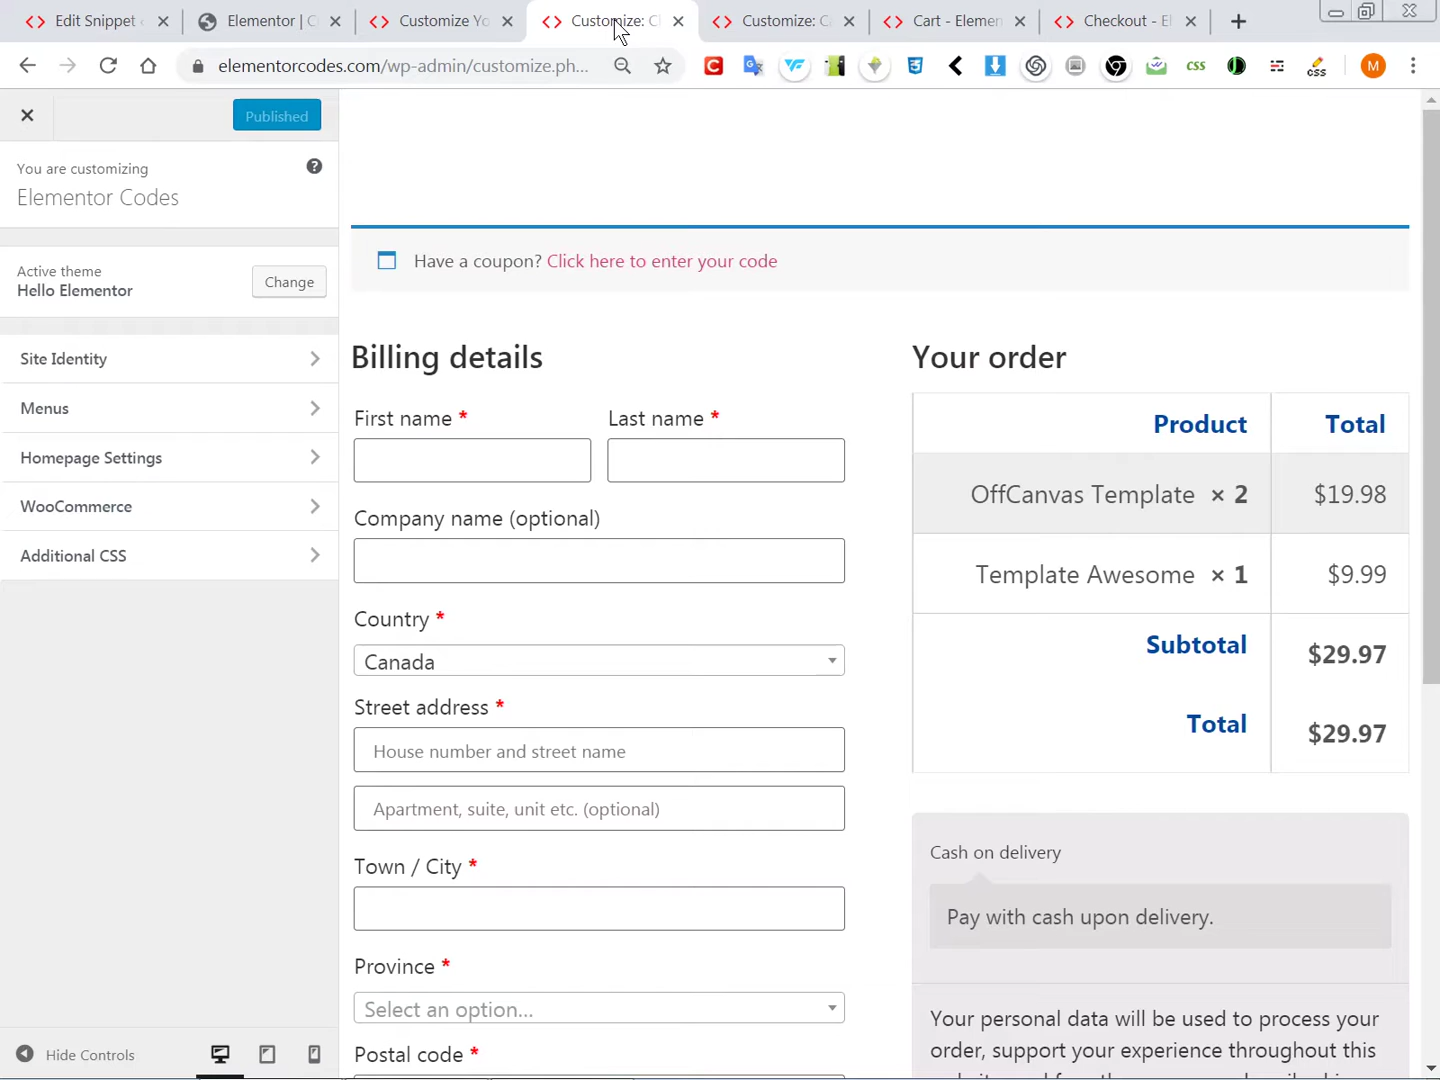 Edit Snippet
Elementor | C
Customize Yo
Customize: C
Customize: C
Cart - Elemen
Checkout - El
elementorcodes.com/wp-admin/customize.ph...
CSS
M
css
Published
You are customizing
Elementor Codes
Active theme
Hello Elementor
Change
Site Identity
Menus
Homepage Settings
WooCommerce
Additional CSS
Hide Controls
Have a coupon? Click here to enter your code
Billing details
First name *
Last name *
Company name (optional)
Country *
Canada
Street address *
House number and street name
Apartment, suite, unit etc. (optional)
Town / City *
Province *
Select an option...
Postal code *
Your order
Product Total
OffCanvas Template × 2 $19.98
Template Awesome × 1 $9.99
Subtotal $29.97
Total $29.97
Cash on delivery
Pay with cash upon delivery.
Your personal data will be used to process your
order, support your experience throughout this